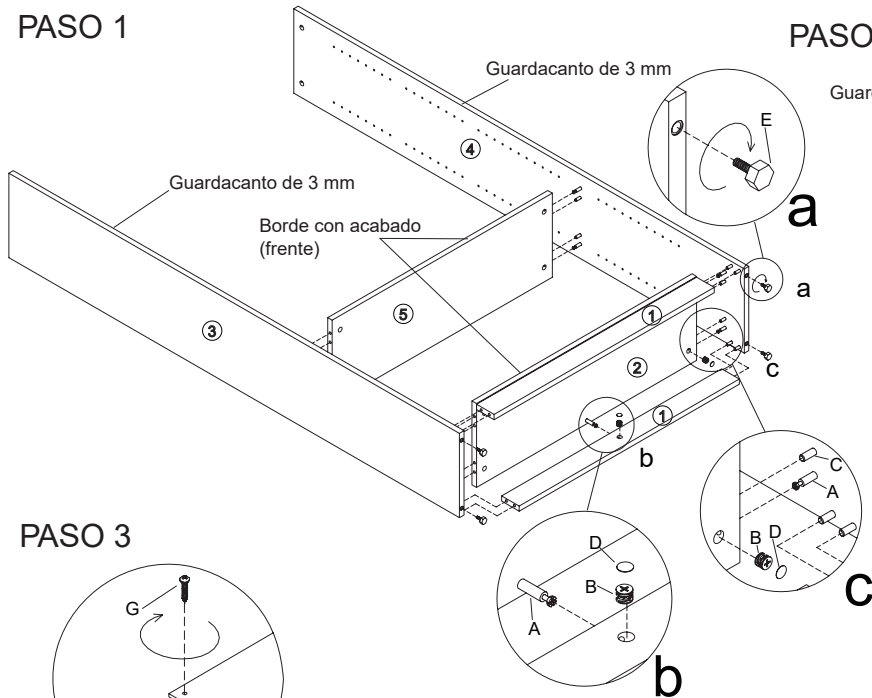 PASO 1
PASO
Guardacanto de 3 mm
Guar
E
4
a
Guardacanto de 3 mm
Borde con acabado
(frente)
a
5
1
3
2
C
1
b
C
A
B
D
c
PASO 3
D
B
A
G
b